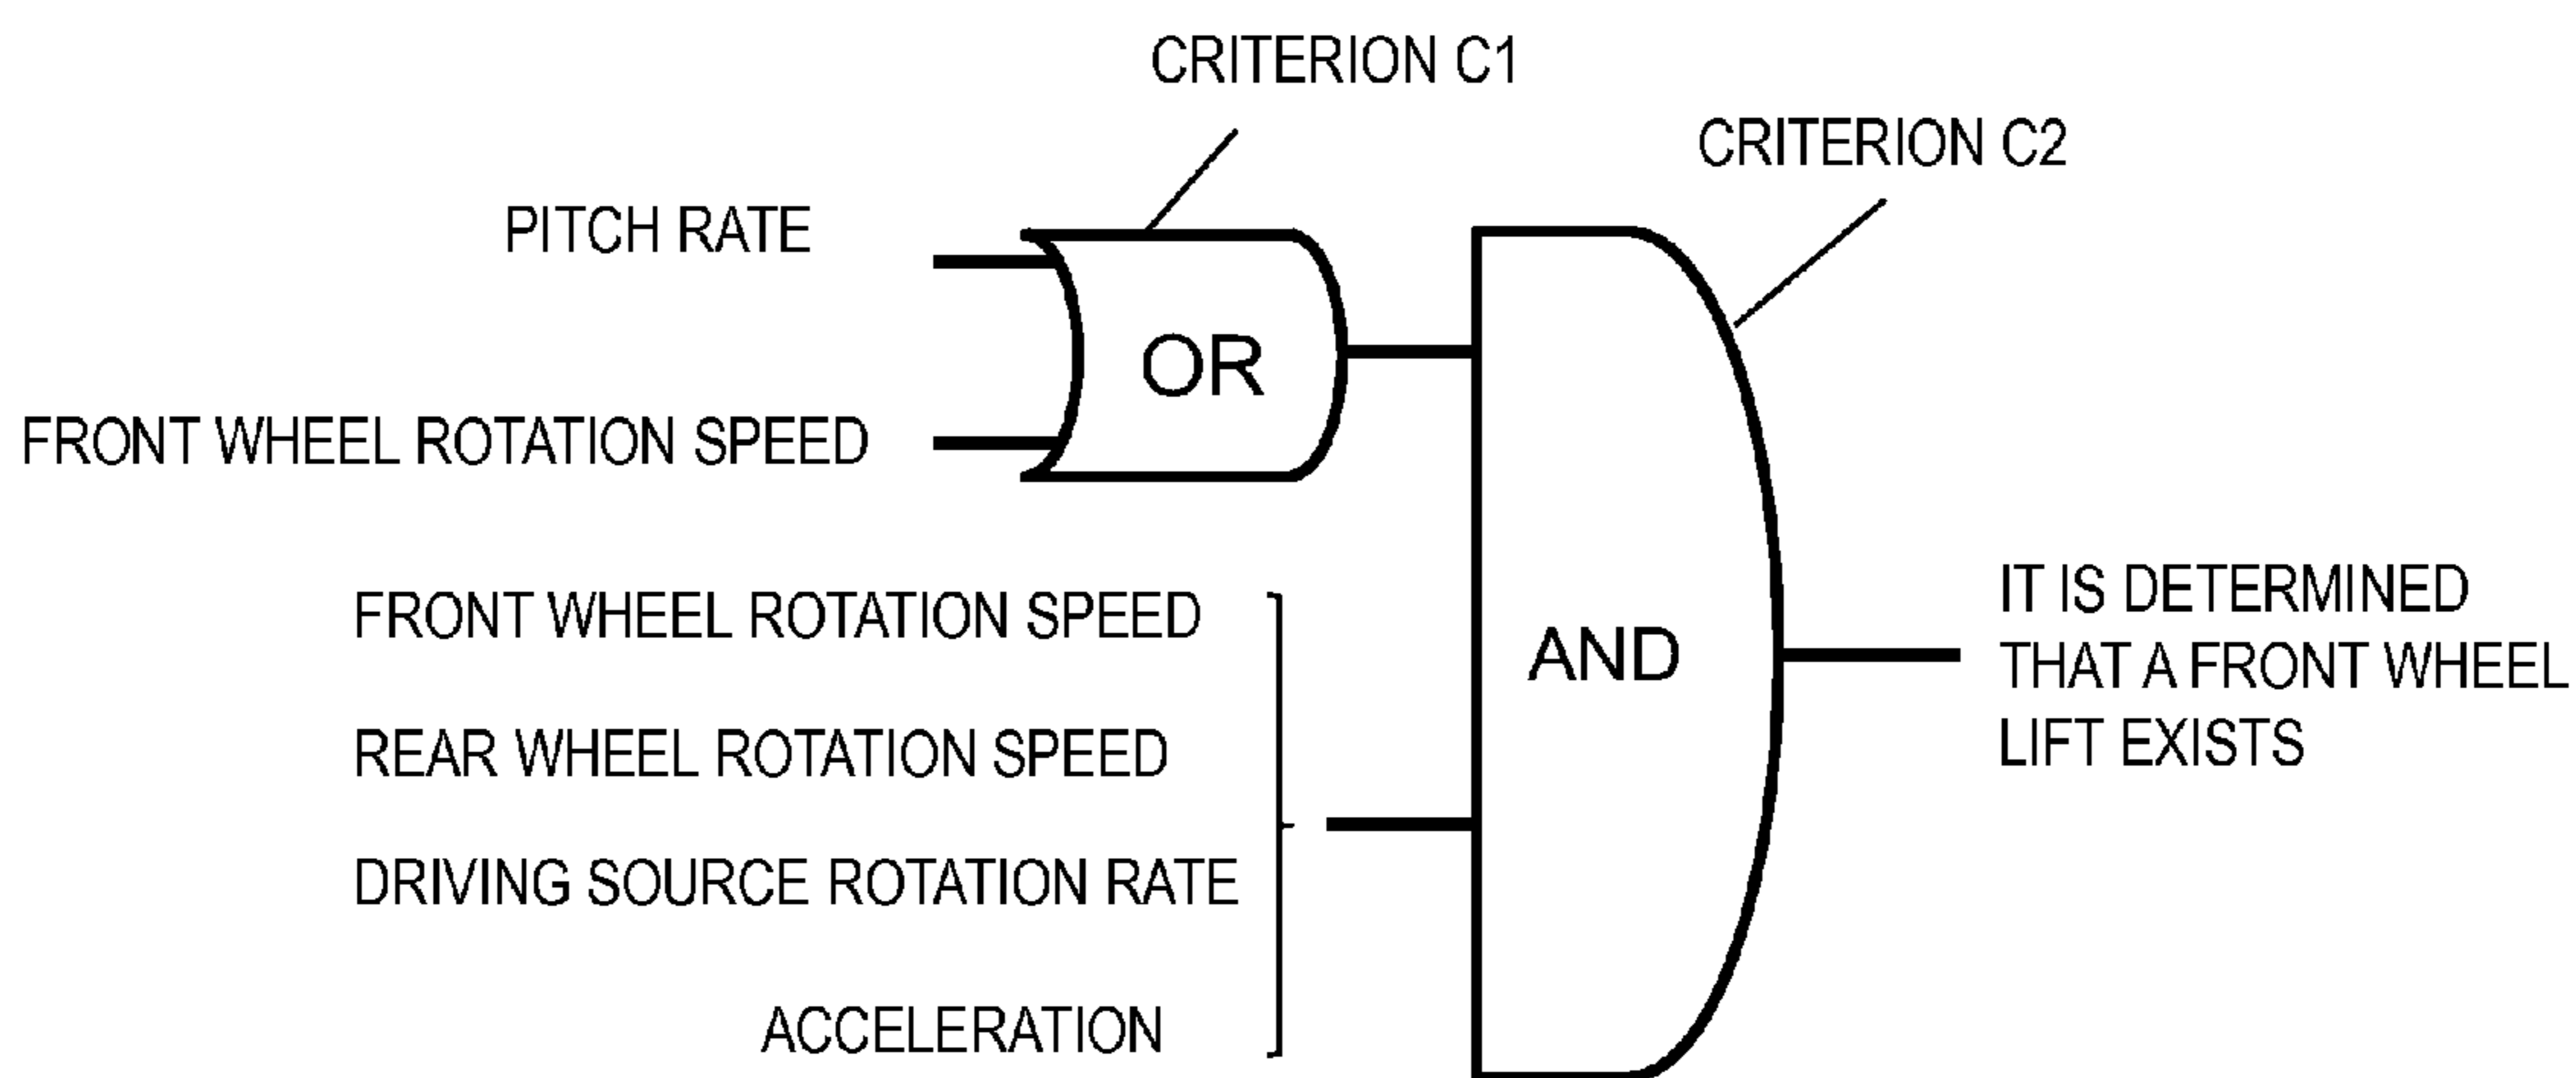 CRITERION C1
CRITERION C2
PITCH RATE
OR
FRONT WHEEL ROTATION SPEED
FRONT WHEEL ROTATION SPEED
REAR WHEEL ROTATION SPEED
DRIVING SOURCE ROTATION RATE
ACCELERATION
AND
IT IS DETERMINED
THAT A FRONT WHEEL
LIFT EXISTS